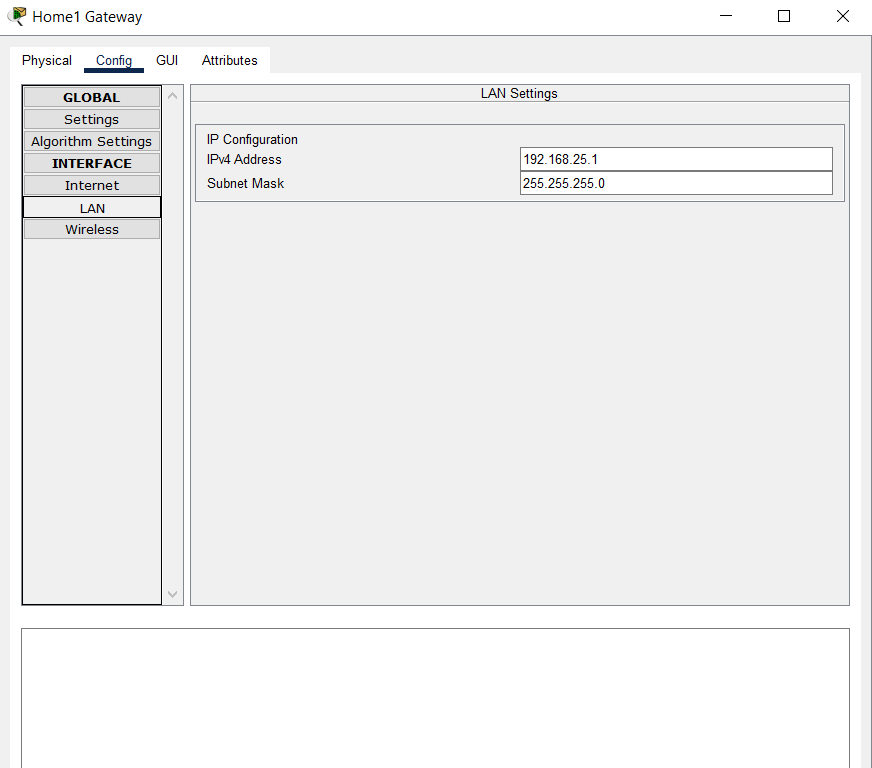 Home1 Gateway
Physical Config GUI Attributes
GLOBAL
Settings
Algorithm Settings
INTERFACE
Internet
LAN
Wireless
LAN Settings
IP Configuration
IPv4 Address 192.168.25.1
Subnet Mask 255.255.255.0